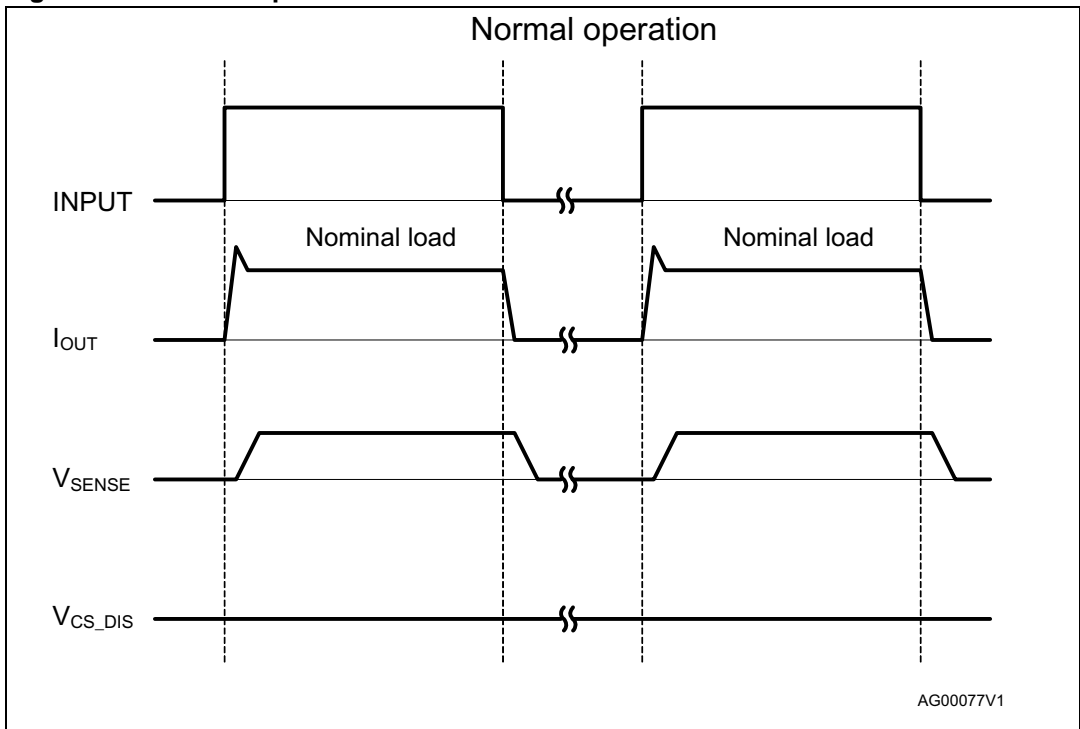 Normal operation
INPUT
Nominal load Nominal load
IOUT
VSENSE
VCS_DIS
AG00077V1